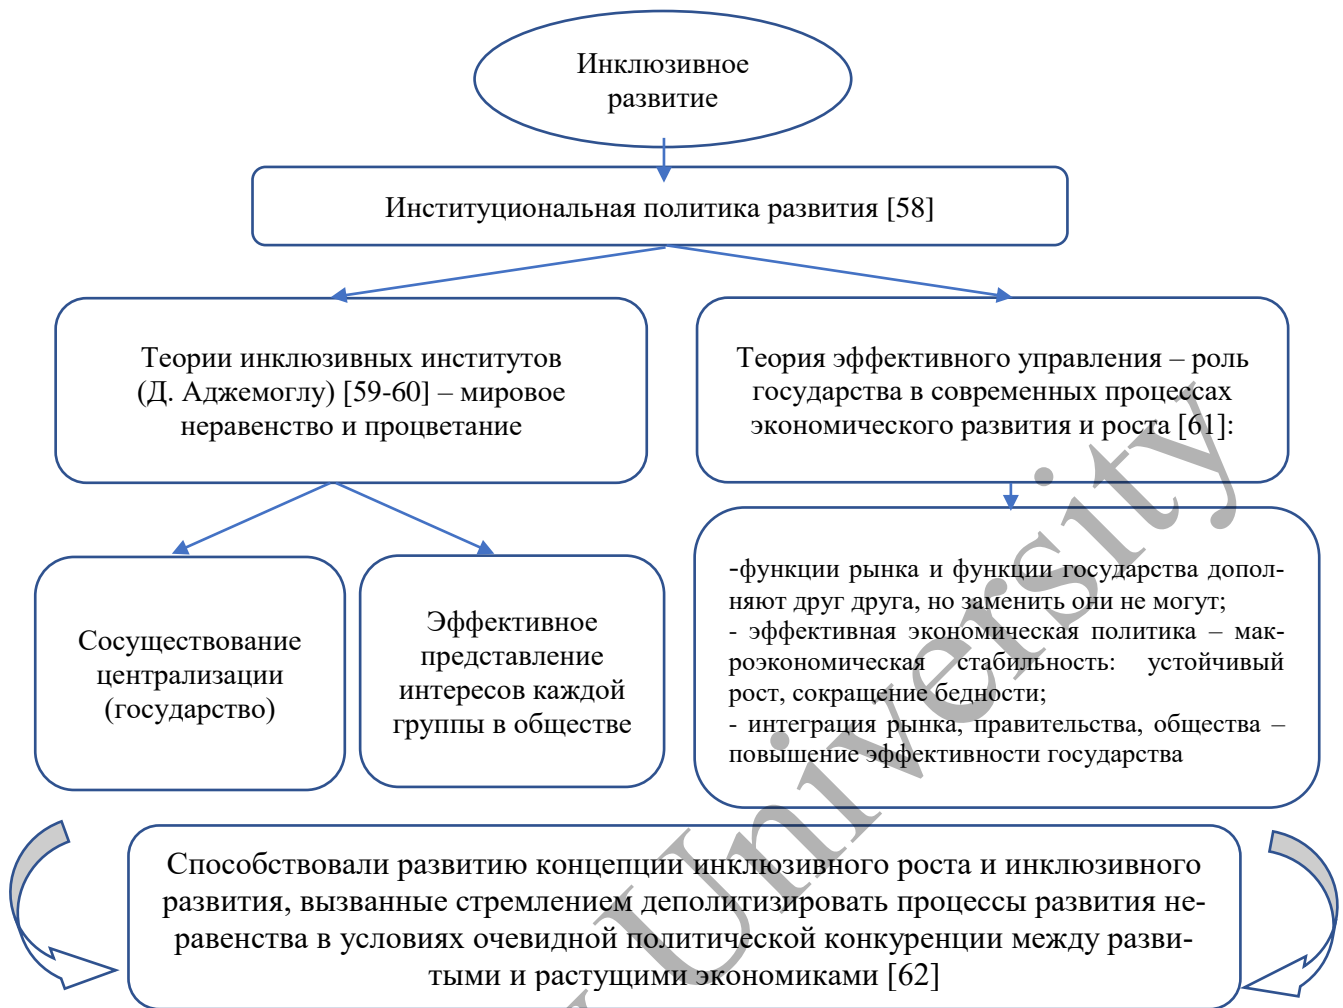 Инклюзивное
развитие
Институциональная политика развития [58]
Теории инклюзивных институтов
(Д. Аджемоглу) [59-60] – мировое
неравенство и процветание
Теория эффективного управления – роль
государства в современных процессах
экономического развития и роста [61]:
Сосуществование
централизации
(государство)
Эффективное
представление
интересов каждой
группы в обществе
-функции рынка и функции государства допол-
няют друг друга, но заменить они не могут;
- эффективная экономическая политика – мак-
роэкономическая стабильность: устойчивый
рост, сокращение бедности;
- интеграция рынка, правительства, общества –
повышение эффективности государства
Способствовали развитию концепции инклюзивного роста и инклюзивного
развития, вызванные стремлением деполитизировать процессы развития не-
равенства в условиях очевидной политической конкуренции между разви-
тыми и растущими экономиками [62]
University